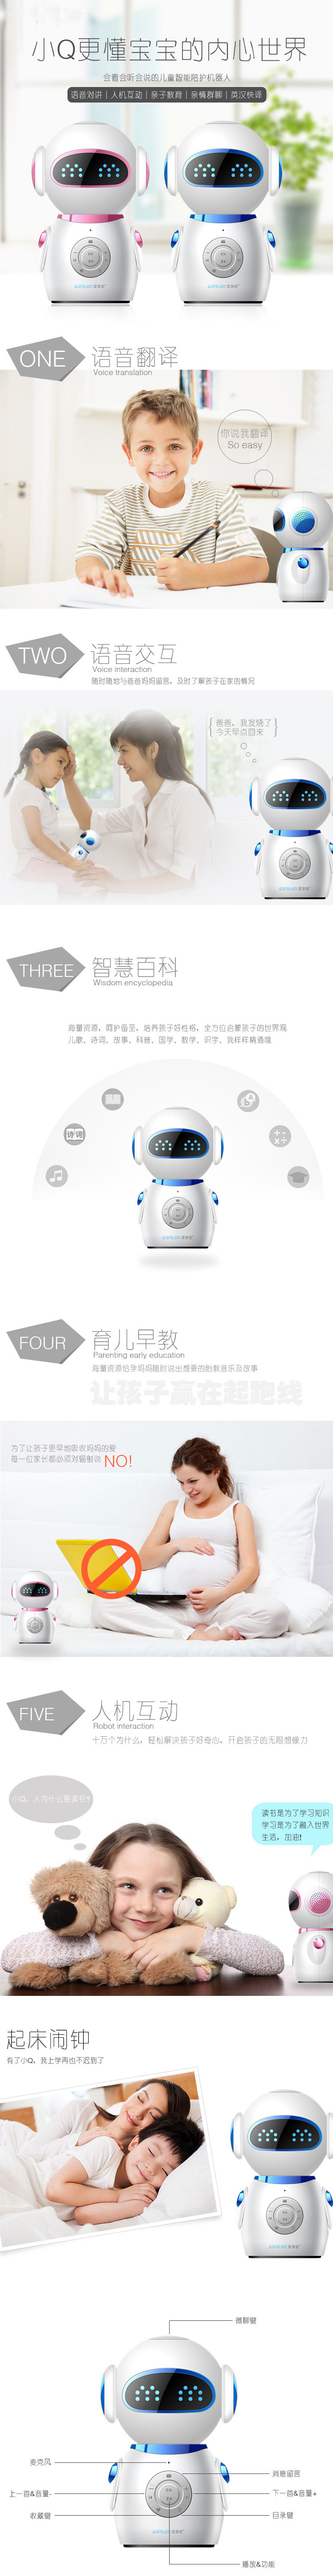 小Q更懂宝宝的内心世界
会看会听会说的儿童智能陪护机器人
语音对讲 | 人机互动 | 亲子教育 | 亲情群聊 | 英汉快译
ONE
语音翻译
Voice translation
你说我翻译
So easy
TWO
语音交互
Voice interaction
随时随地与爸爸妈妈留言，及时了解孩子在家的情况
爸爸，我发烧了
今天早点回来
THREE
智慧百科
Wisdom encyclopedia
海量资源，呵护备至，培养孩子好性格，全方位启蒙孩子的世界观
儿歌、诗词、故事、科普、国学、数学、识字、我样样精通哦
诗词
FOUR
育儿早教
Parenting early education
海量资源给孕妈妈随时说出想要的胎教音乐及故事
让孩子赢在起跑线
为了让孩子更早地吸收妈妈的爱
每一位家长都必须对辐射说 NO!
FIVE
人机互动
Robot interaction
十万个为什么，轻松解决孩子好奇心，开启孩子的无限想像力
小Q，人为什么要读书？
读书是为了学习知识
学习是为了融入世界
生活，加油!
起床闹钟
有了小Q，我上学再也不迟到了
微聊键
麦克风
消息留言
上一首&音量-
下一首&音量+
收藏键
目录键
播放&功能